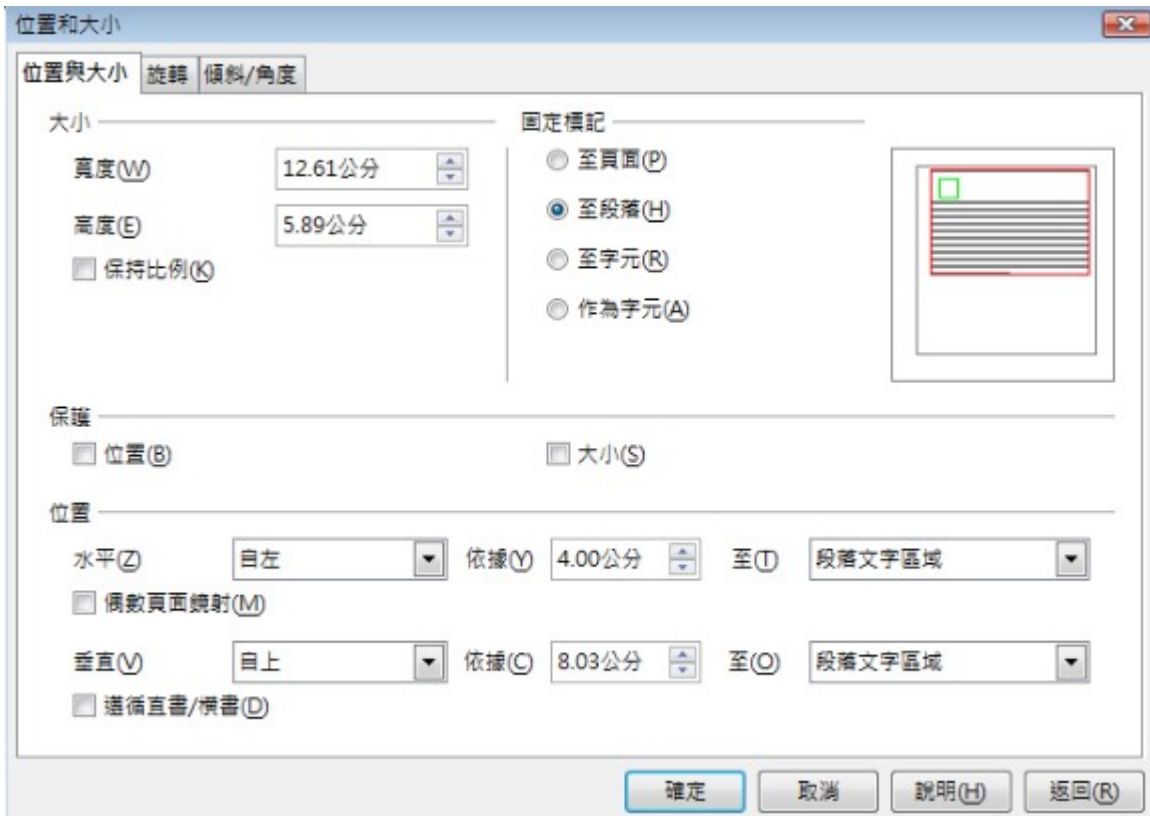 位置和大小
位置與大小 旋轉 傾斜/角度
大小
寬度(W) 12.61公分
高度(E) 5.89公分
保持比例(K)
固定標記
至頁面(P)
至段落(H)
至字元(R)
作為字元(A)
保護
位置(B) 大小(S)
位置
水平(Z) 自左 依據(Y) 4.00公分 至(T) 段落文字區域
偶數頁面鏡射(M)
垂直(V) 自上 依據(C) 8.03公分 至(O) 段落文字區域
遵循直書/橫書(D)
確定 取消 說明(H) 返回(R)